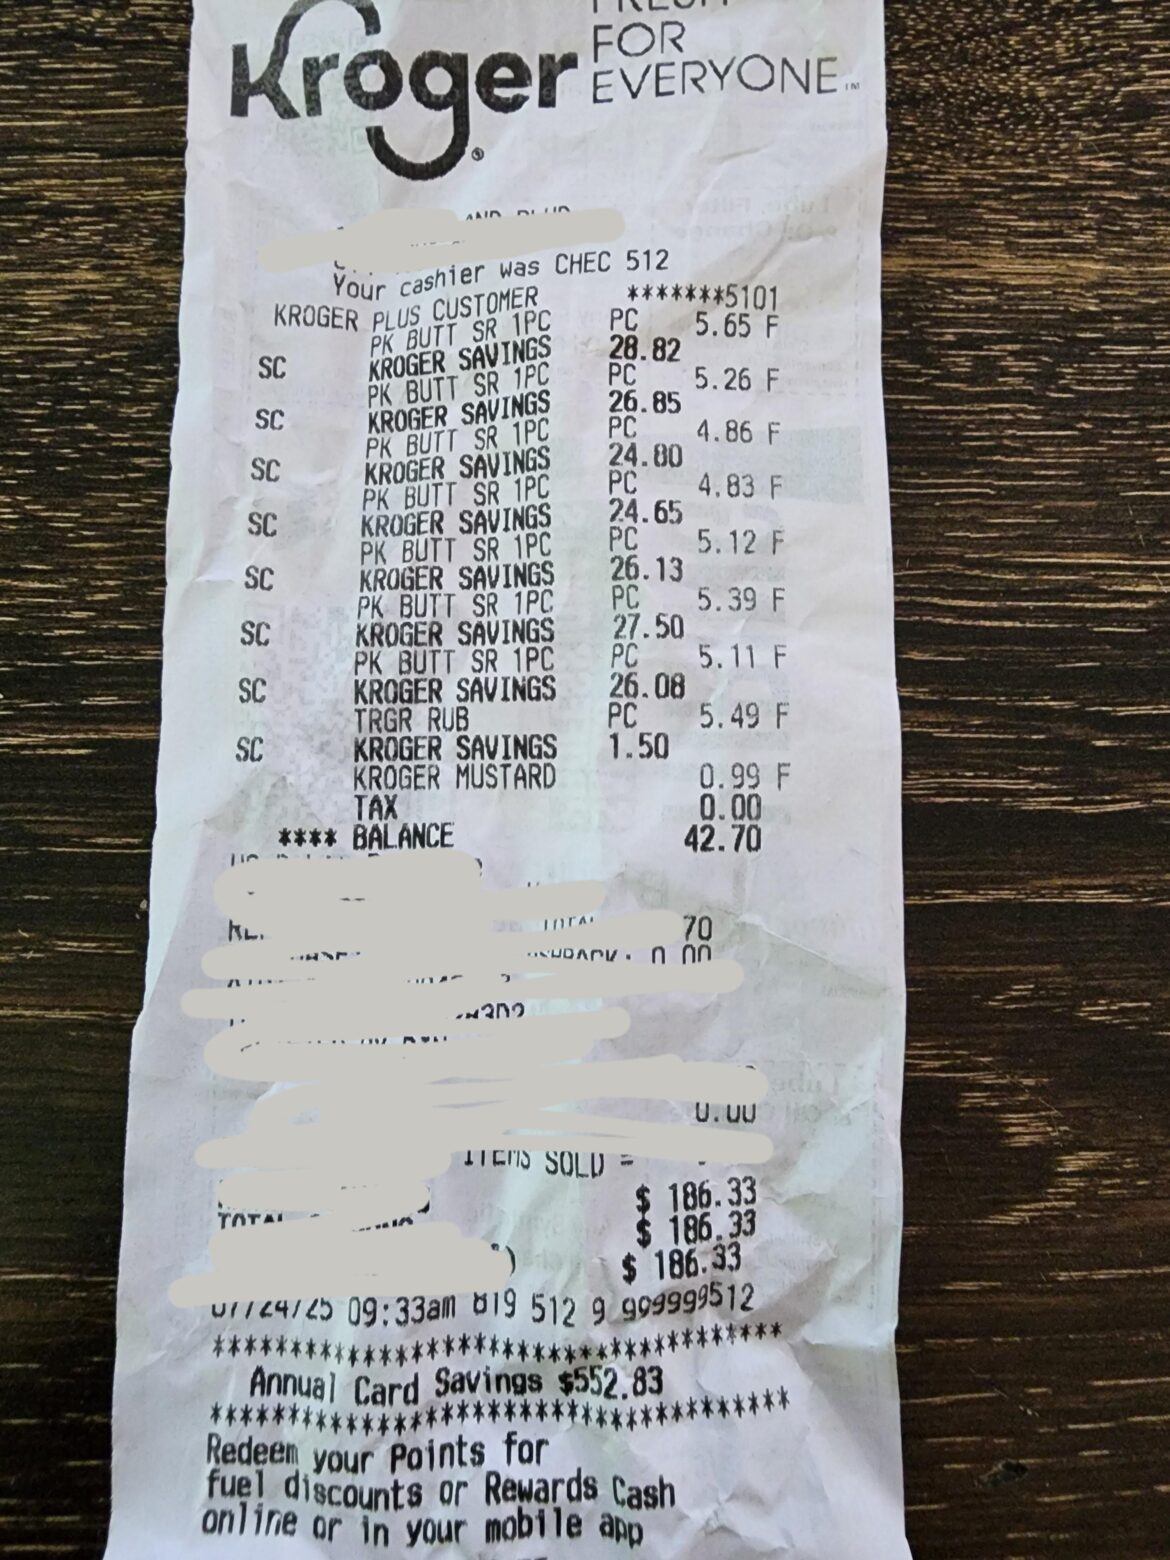 Kroger
FOR
EVERYONE™
Your cashier was CHEC 512
KROGER PLUS CUSTOMER *******5101
PK BUTT SR 1PC PC 5.65 F
SC KROGER SAVINGS 28.82
PK BUTT SR 1PC PC 5.26 F
SC KROGER SAVINGS 26.85
PK BUTT SR 1PC PC 4.86 F
SC KROGER SAVINGS 24.80
PK BUTT SR 1PC PC 4.83 F
SC KROGER SAVINGS 24.65
PK BUTT SR 1PC PC 5.12 F
SC KROGER SAVINGS 26.13
PK BUTT SR 1PC PC 5.39 F
SC KROGER SAVINGS 27.50
PK BUTT SR 1PC PC 5.11 F
SC KROGER SAVINGS 26.08
TRGR RUB PC 5.49 F
SC KROGER SAVINGS 1.50
KROGER MUSTARD 0.99 F
TAX 0.00
**** BALANCE 42.70
70
0.00
0.00
ITEMS SOLD =
$ 186.33
$ 186.33
$ 186.33
07/24/25 09:33am 819 512 9 999999512
************************************
Annual Card Savings $552.83
************************************
Redeem your Points for
fuel discounts or Rewards Cash
online or in your mobile app